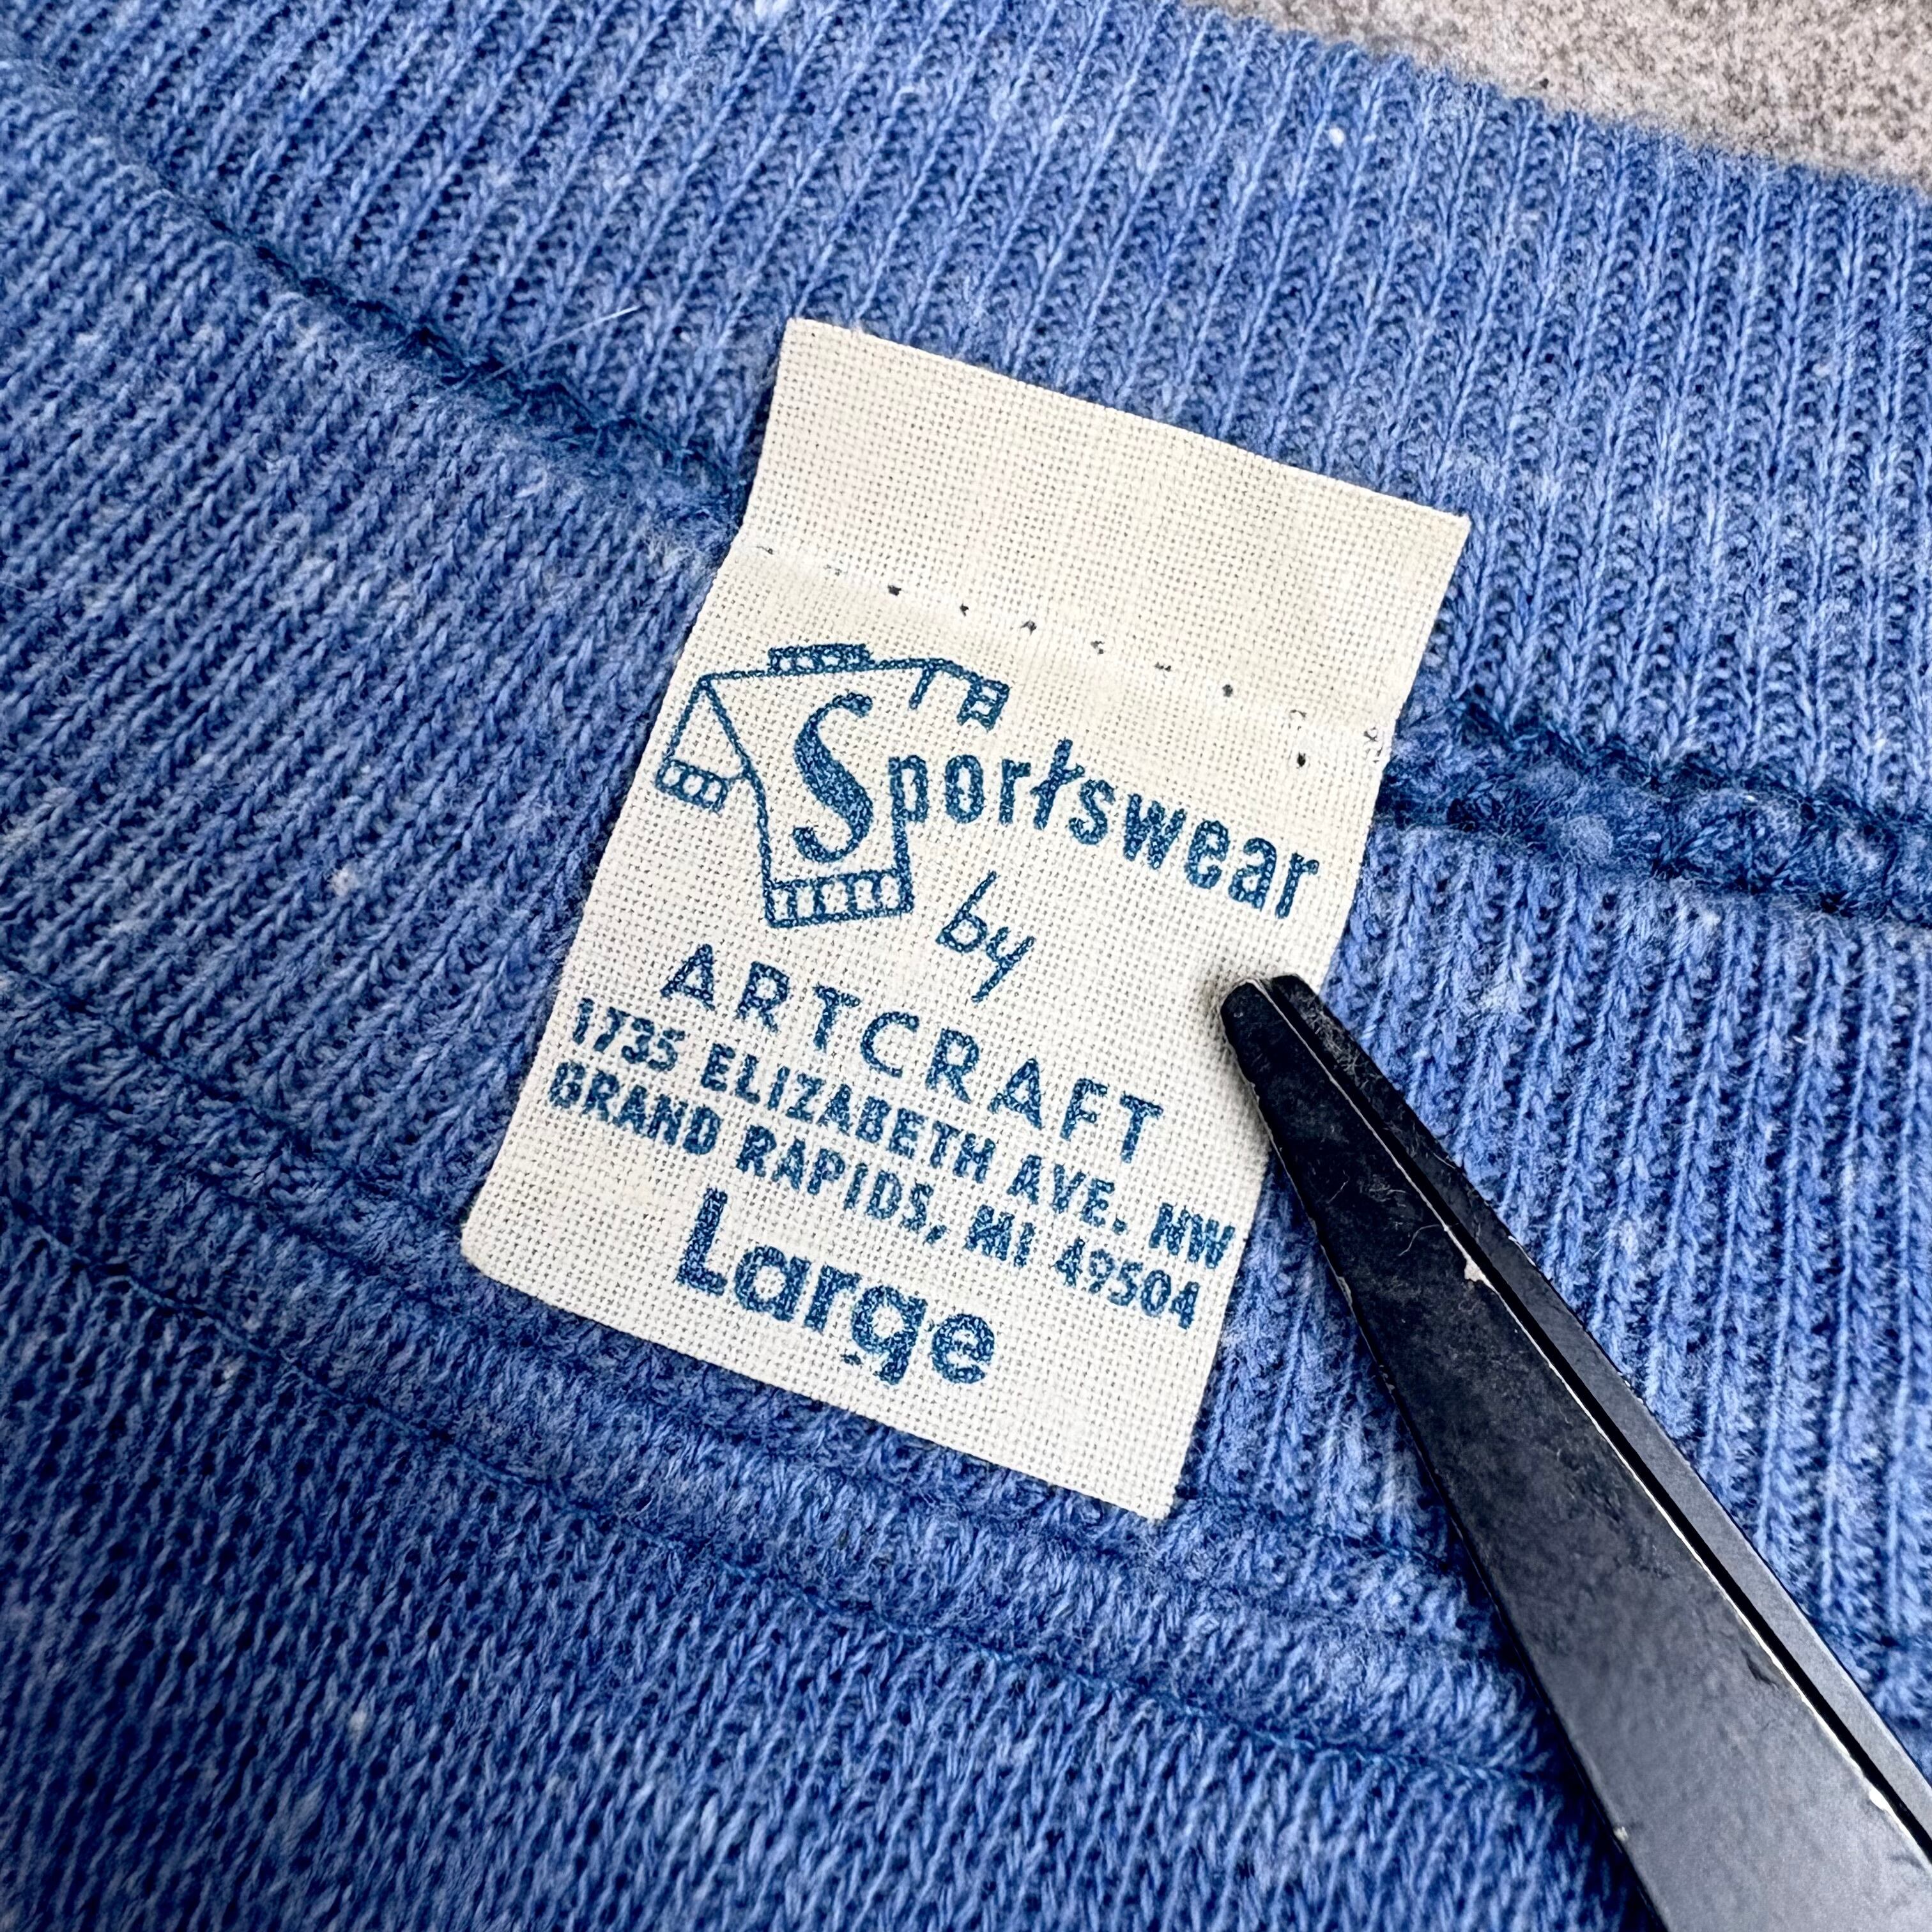 Sportswear
by
ARTCRAFT
1735 ELIZABETH AVE. NW
GRAND RAPIDS, MI 49504
Large